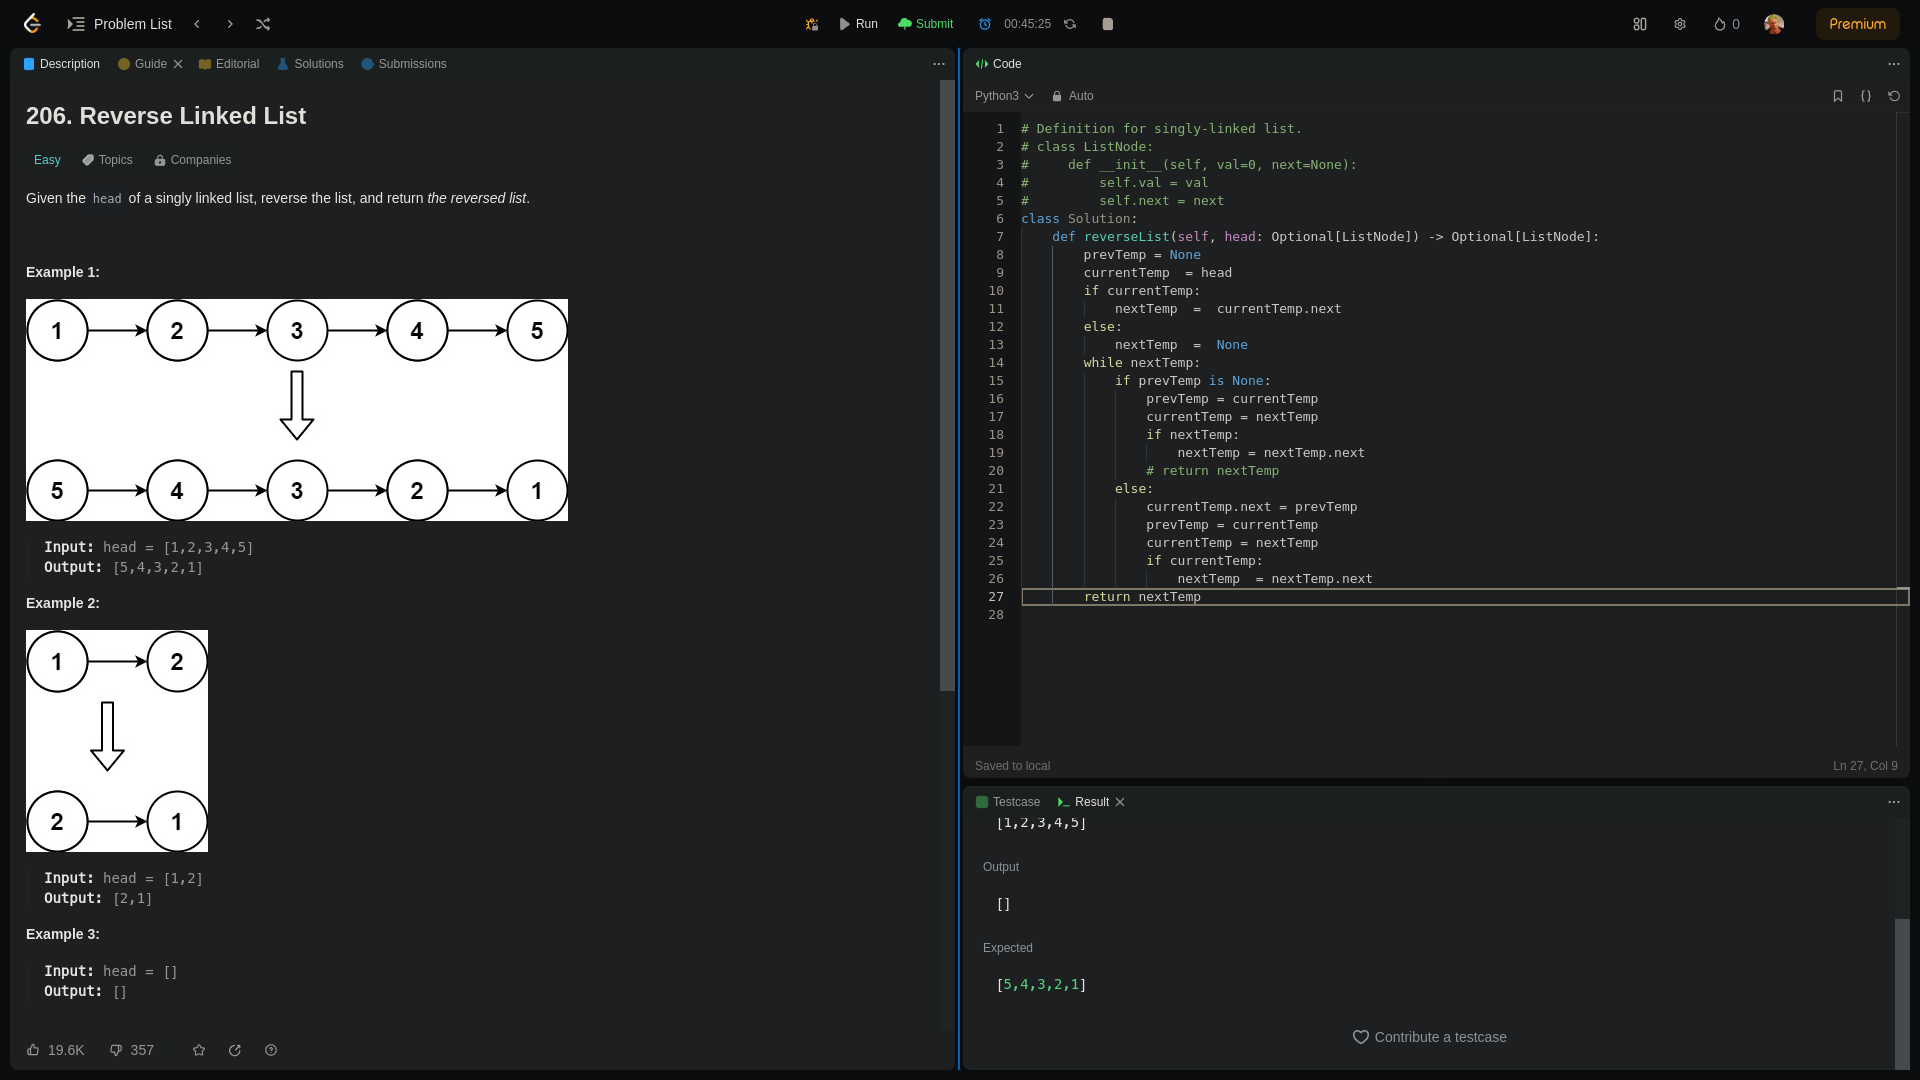 Problem List
Run
Submit
00:45:25
0
Premium
Description
Guide
Editorial
Solutions
Submissions
206. Reverse Linked List
Easy
Topics
Companies
Given the head of a singly linked list, reverse the list, and return the reversed list.
Example 1:
1 2 3 4 5
5 4 3 2 1
Input: head = [1,2,3,4,5]
Output: [5,4,3,2,1]
Example 2:
1 2
2 1
Input: head = [1,2]
Output: [2,1]
Example 3:
Input: head = []
Output: []
19.6K
357
Code
Python3
Auto
1 # Definition for singly-linked list.
2 # class ListNode:
3 #     def __init__(self, val=0, next=None):
4 #         self.val = val
5 #         self.next = next
6 class Solution:
7     def reverseList(self, head: Optional[ListNode]) -> Optional[ListNode]:
8         prevTemp = None
9         currentTemp  = head
10         if currentTemp:
11             nextTemp  =  currentTemp.next
12         else:
13             nextTemp  =  None
14         while nextTemp:
15             if prevTemp is None:
16                 prevTemp = currentTemp
17                 currentTemp = nextTemp
18                 if nextTemp:
19                     nextTemp = nextTemp.next
20                 # return nextTemp
21             else:
22                 currentTemp.next = prevTemp
23                 prevTemp = currentTemp
24                 currentTemp = nextTemp
25                 if currentTemp:
26                     nextTemp  = nextTemp.next
27         return nextTemp
28
Saved to local
Ln 27, Col 9
Testcase
Result
[1,2,3,4,5]
Output
[]
Expected
[5,4,3,2,1]
Contribute a testcase